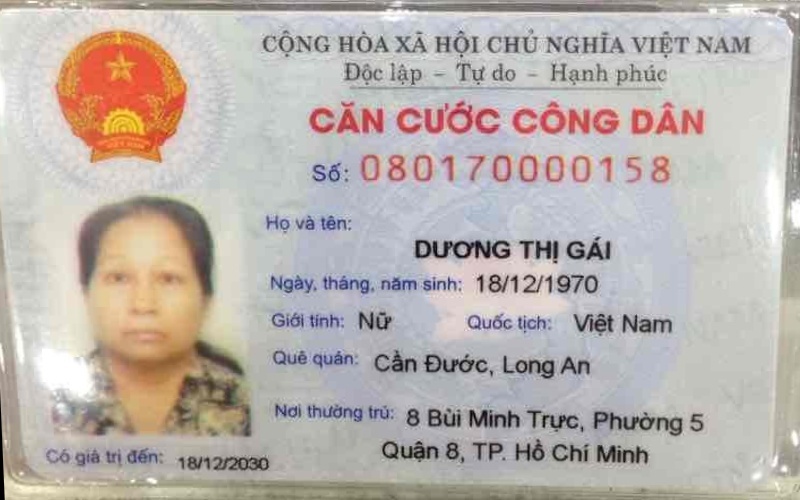 CỘNG HÒA XÃ HỘI CHỦ NGHĨA VIỆT NAM
Độc lập - Tự do - Hạnh phúc
CĂN CƯỚC CÔNG DÂN
Số: 080170000158
Họ và tên:
DƯƠNG THỊ GÁI
Ngày, tháng, năm sinh: 18/12/1970
Giới tính: Nữ Quốc tịch: Việt Nam
Quê quán: Cần Đước, Long An
Nơi thường trú: 8 Bùi Minh Trực, Phường 5
Quận 8, TP. Hồ Chí Minh
Có giá trị đến: 18/12/2030